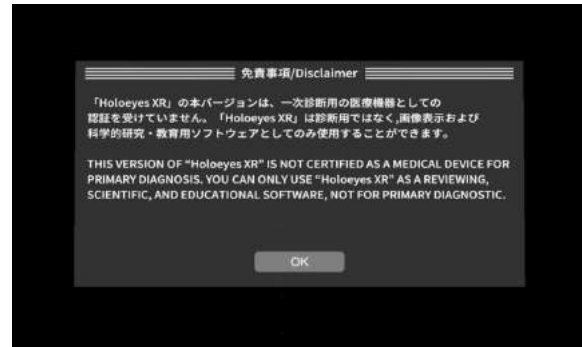 免責事項/Disclaimer
「Holoeyes XR」の本バージョンは、一次診断用の医療機器としての
認証を受けていません。「Holoeyes XR」は診断用ではなく,画像表示および
科学的研究・教育用ソフトウェアとしてのみ使用することができます。
THIS VERSION OF “Holoeyes XR” IS NOT CERTIFIED AS A MEDICAL DEVICE FOR
PRIMARY DIAGNOSIS. YOU CAN ONLY USE “Holoeyes XR” AS A REVIEWING,
SCIENTIFIC, AND EDUCATIONAL SOFTWARE, NOT FOR PRIMARY DIAGNOSTIC.
OK